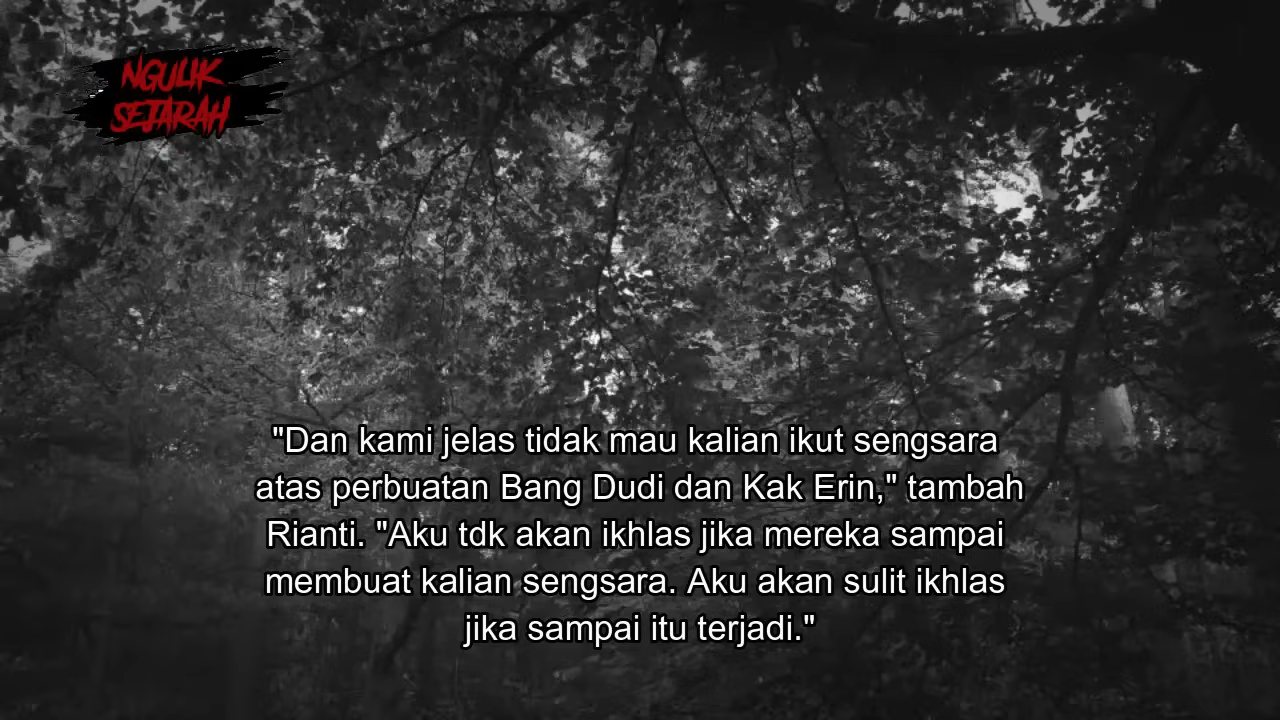 NGULIK
SEJARAH
"Dan kami jelas tidak mau kalian ikut sengsara
atas perbuatan Bang Dudi dan Kak Erin," tambah
Rianti. "Aku tdk akan ikhlas jika mereka sampai
membuat kalian sengsara. Aku akan sulit ikhlas
jika sampai itu terjadi."